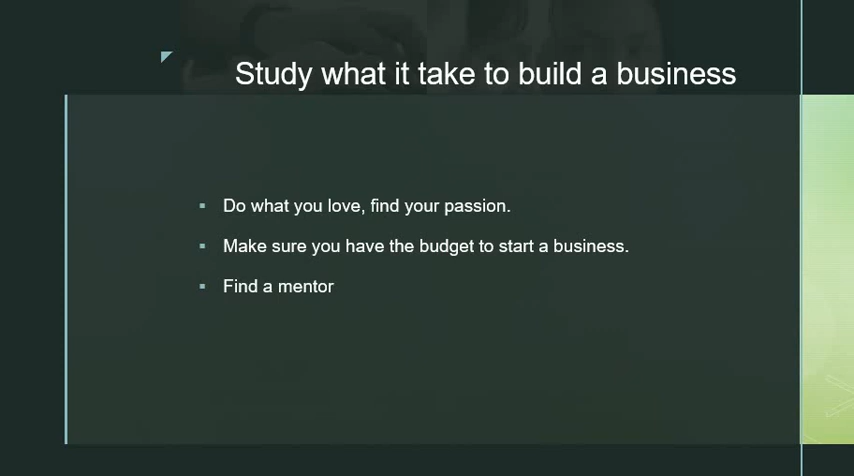 Study what it take to build a business
Do what you love, find your passion.
Make sure you have the budget to start a business.
Find a mentor